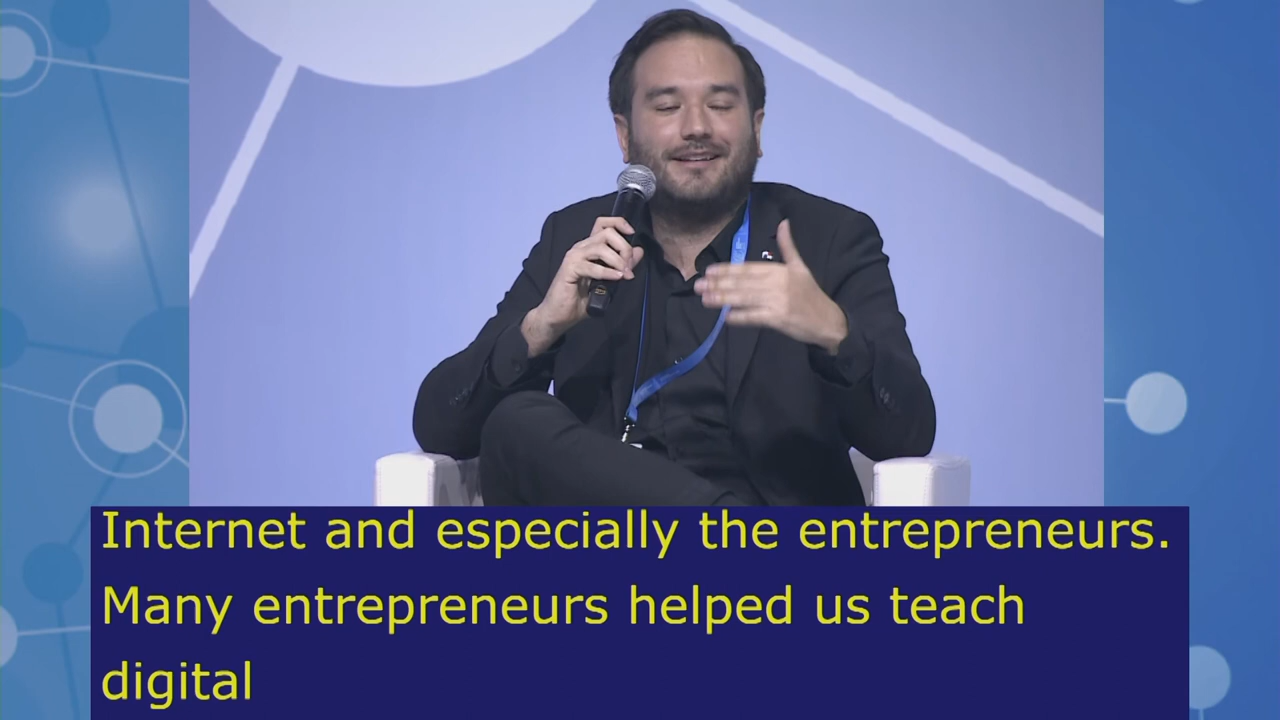 Internet and especially the entrepreneurs.
Many entrepreneurs helped us teach
digital